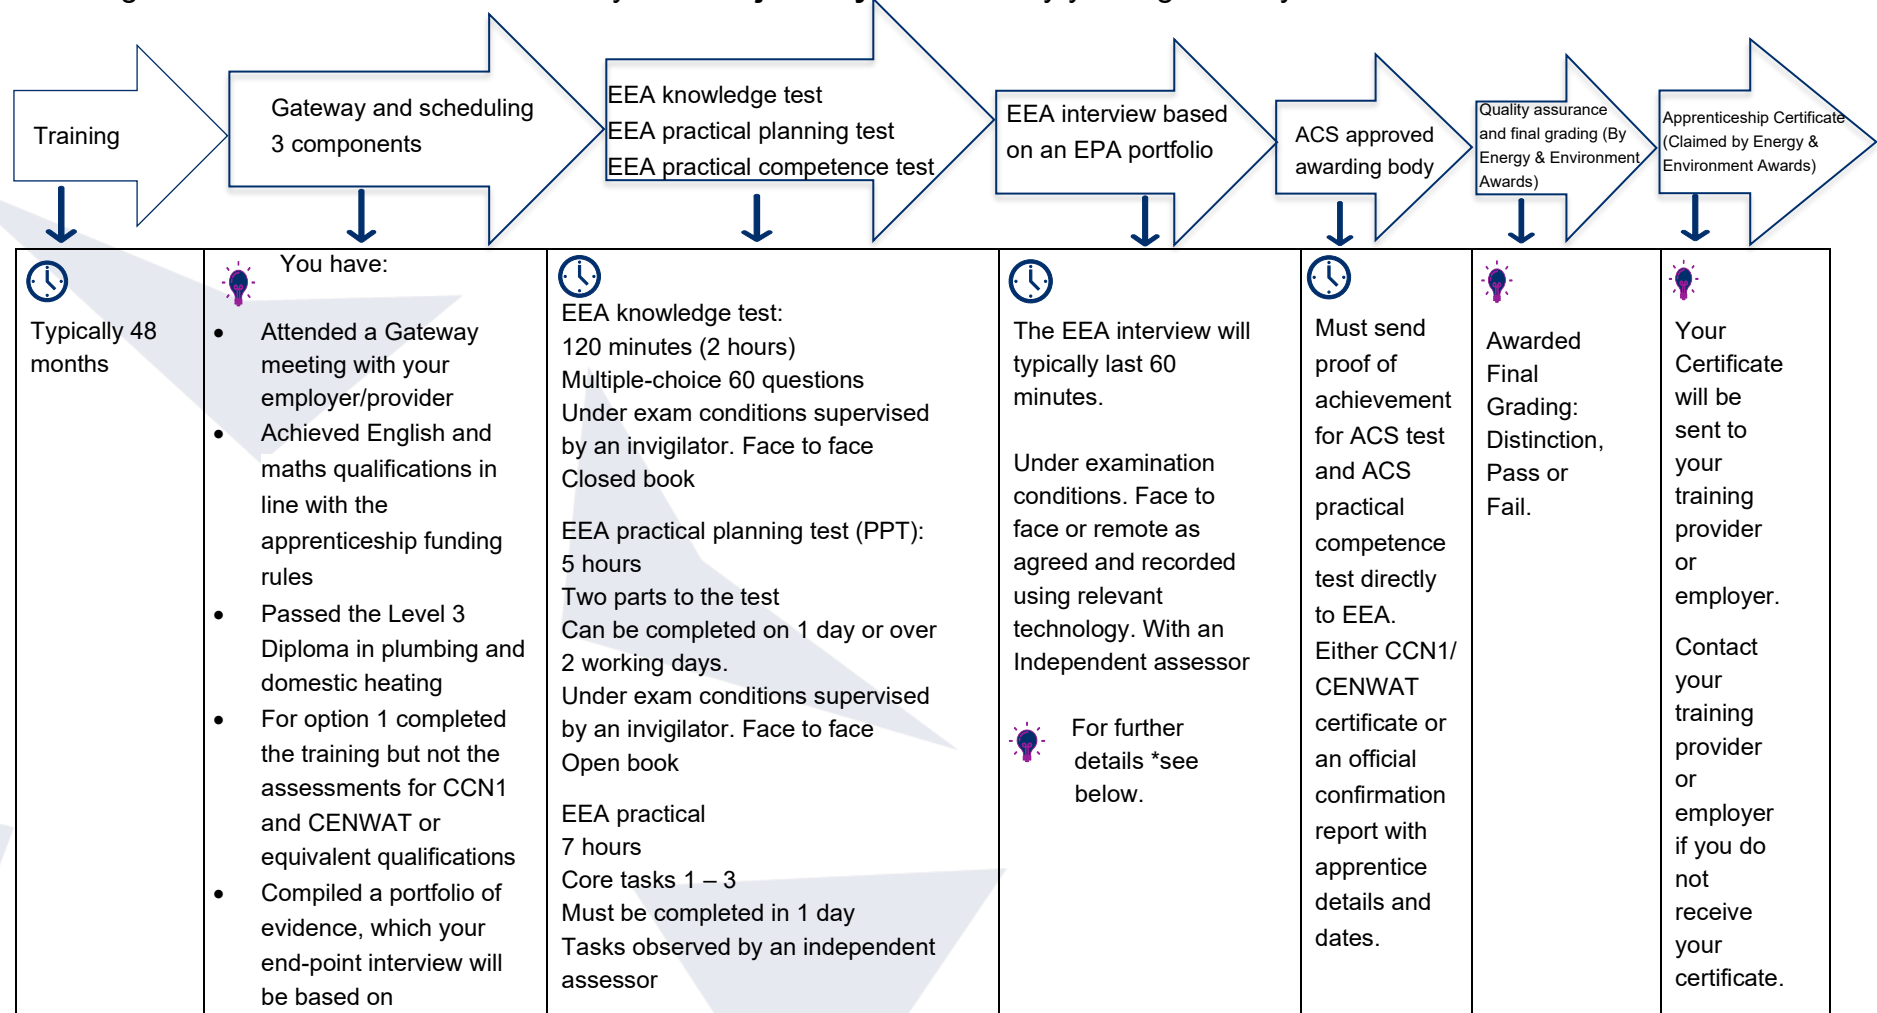 Training
Gateway and scheduling
3 components
EEA knowledge test
EEA practical planning test
EEA practical competence test
EEA interview based
on an EPA portfolio
ACS approved
awarding body
Quality assurance
and final grading (By
Energy & Environment
Awards)
Apprenticeship Certificate
(Claimed by Energy &
Environment Awards)
Typically 48
months
You have:
• Attended a Gateway
meeting with your
employer/provider
• Achieved English and
maths qualifications in
line with the
apprenticeship funding
rules
• Passed the Level 3
Diploma in plumbing and
domestic heating
• For option 1 completed
the training but not the
assessments for CCN1
and CENWAT or
equivalent qualifications
• Compiled a portfolio of
evidence, which your
end-point interview will
be based on
EEA knowledge test:
120 minutes (2 hours)
Multiple-choice 60 questions
Under exam conditions supervised
by an invigilator. Face to face
Closed book
EEA practical planning test (PPT):
5 hours
Two parts to the test
Can be completed on 1 day or over
2 working days.
Under exam conditions supervised
by an invigilator. Face to face
Open book
EEA practical
7 hours
Core tasks 1 – 3
Must be completed in 1 day
Tasks observed by an independent
assessor
The EEA interview will
typically last 60
minutes.
Under examination
conditions. Face to
face or remote as
agreed and recorded
using relevant
technology. With an
Independent assessor
For further
details *see
below.
Must send
proof of
achievement
for ACS test
and ACS
practical
competence
test directly
to EEA.
Either CCN1/
CENWAT
certificate or
an official
confirmation
report with
apprentice
details and
dates.
Awarded
Final
Grading:
Distinction,
Pass or
Fail.
Your
Certificate
will be
sent to
your
training
provider
or
employer.
Contact
your
training
provider
or
employer
if you do
not
receive
your
certificate.